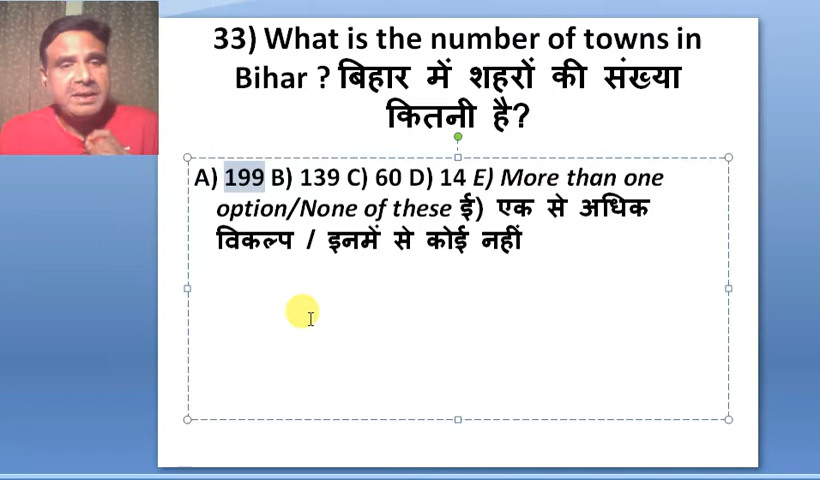 33) What is the number of towns in
Bihar ? बिहार में शहरों की संख्या
कितनी है?
A) 199 B) 139 C) 60 D) 14 E) More than one
option/None of these ई) एक से अधिक
विकल्प / इनमें से कोई नहीं